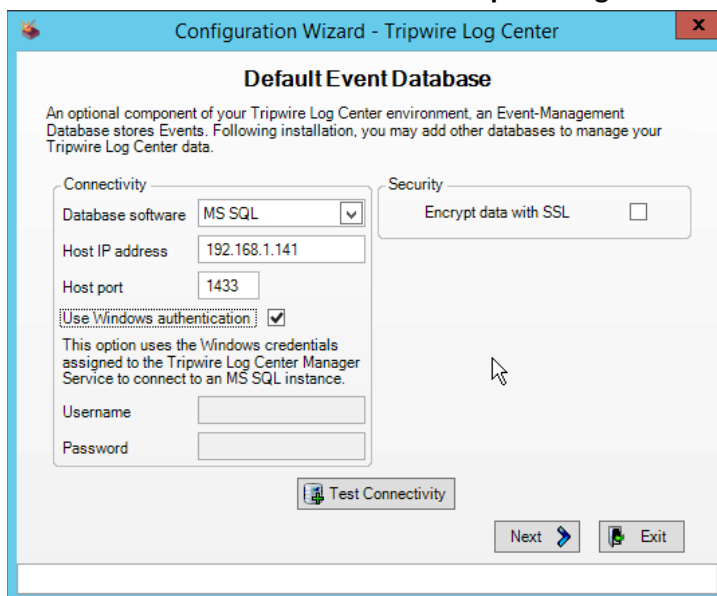 Configuration Wizard - Tripwire Log Center
x
Default Event Database
An optional component of your Tripwire Log Center environment, an Event-Management
Database stores Events. Following installation, you may add other databases to manage your
Tripwire Log Center data.
Connectivity
Database software MS SQL
Host IP address 192.168.1.141
Host port 1433
Use Windows authentication
This option uses the Windows credentials
assigned to the Tripwire Log Center Manager
Service to connect to an MS SQL instance.
Username
Password
Security
Encrypt data with SSL
Test Connectivity
Next
Exit